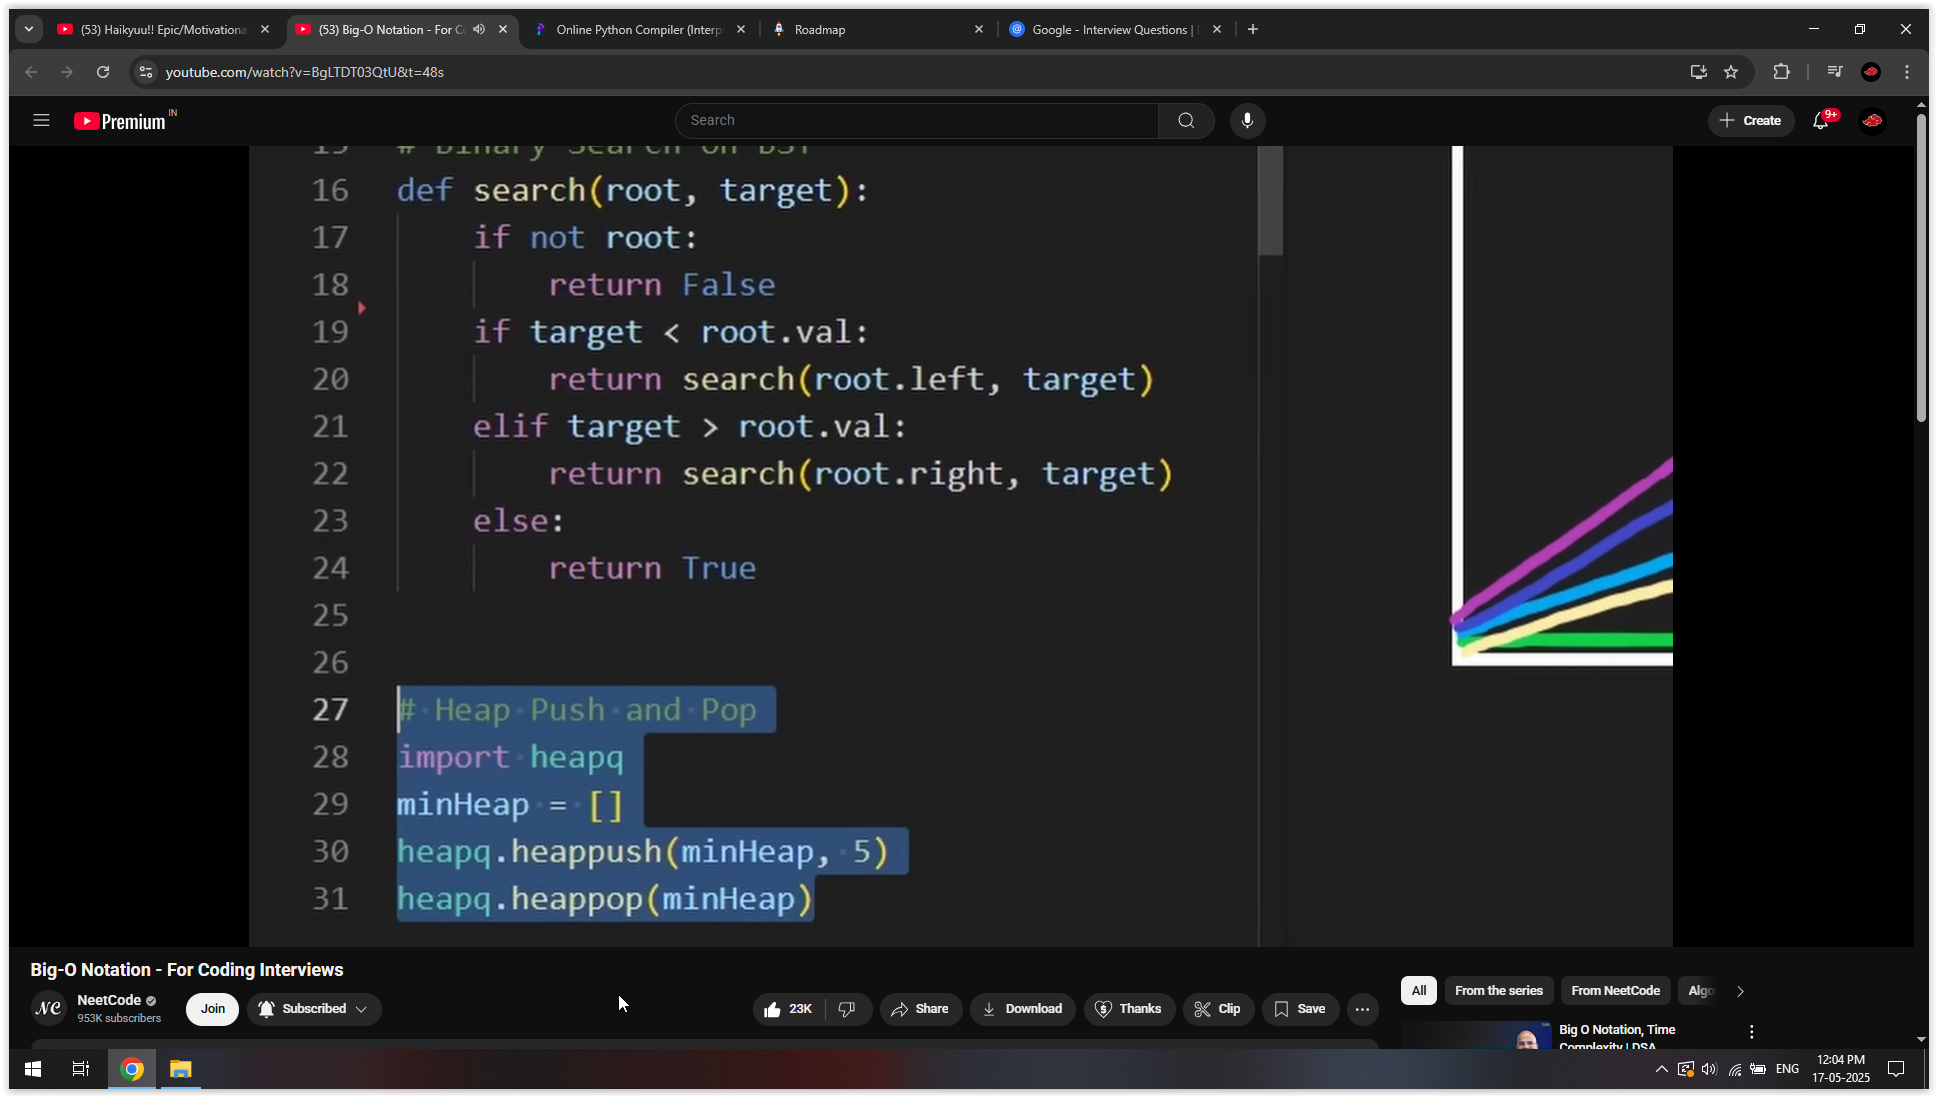 (53) Haikyuu!! Epic/Motivationa
(53) Big-O Notation - For Co
Online Python Compiler (Interp
Roadmap
Google - Interview Questions |
youtube.com/watch?v=BgLTDT03QtU&t=48s
Premium IN
Search
Create
9+
15 # Binary Search on BST
16 def search(root, target):
17 if not root:
18 return False
19 if target < root.val:
20 return search(root.left, target)
21 elif target > root.val:
22 return search(root.right, target)
23 else:
24 return True
25
26
27 # Heap Push and Pop
28 import heapq
29 minHeap = []
30 heapq.heappush(minHeap, 5)
31 heapq.heappop(minHeap)
Big-O Notation - For Coding Interviews
NC
NeetCode
953K subscribers
Join
Subscribed
23K
Share
Download
Thanks
Clip
Save
All
From the series
From NeetCode
Algo
Big O Notation, Time
Complexity | DSA
ENG
12:04 PM
17-05-2025